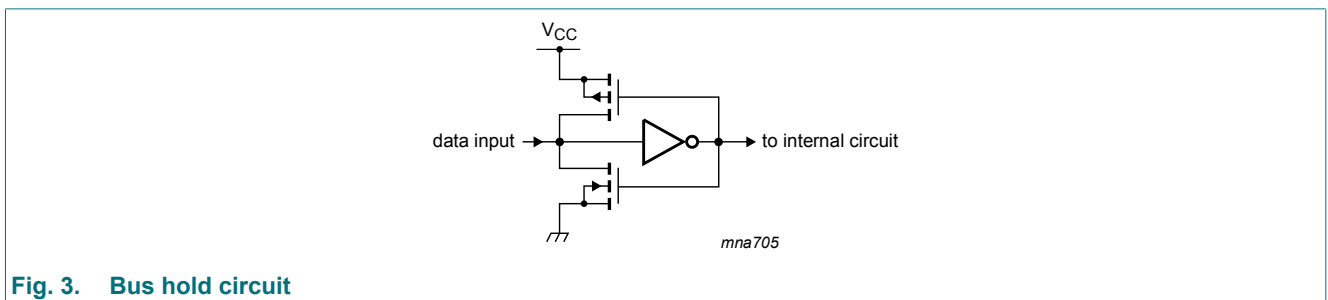 VCC
data input
to internal circuit
mna705
Fig. 3. Bus hold circuit